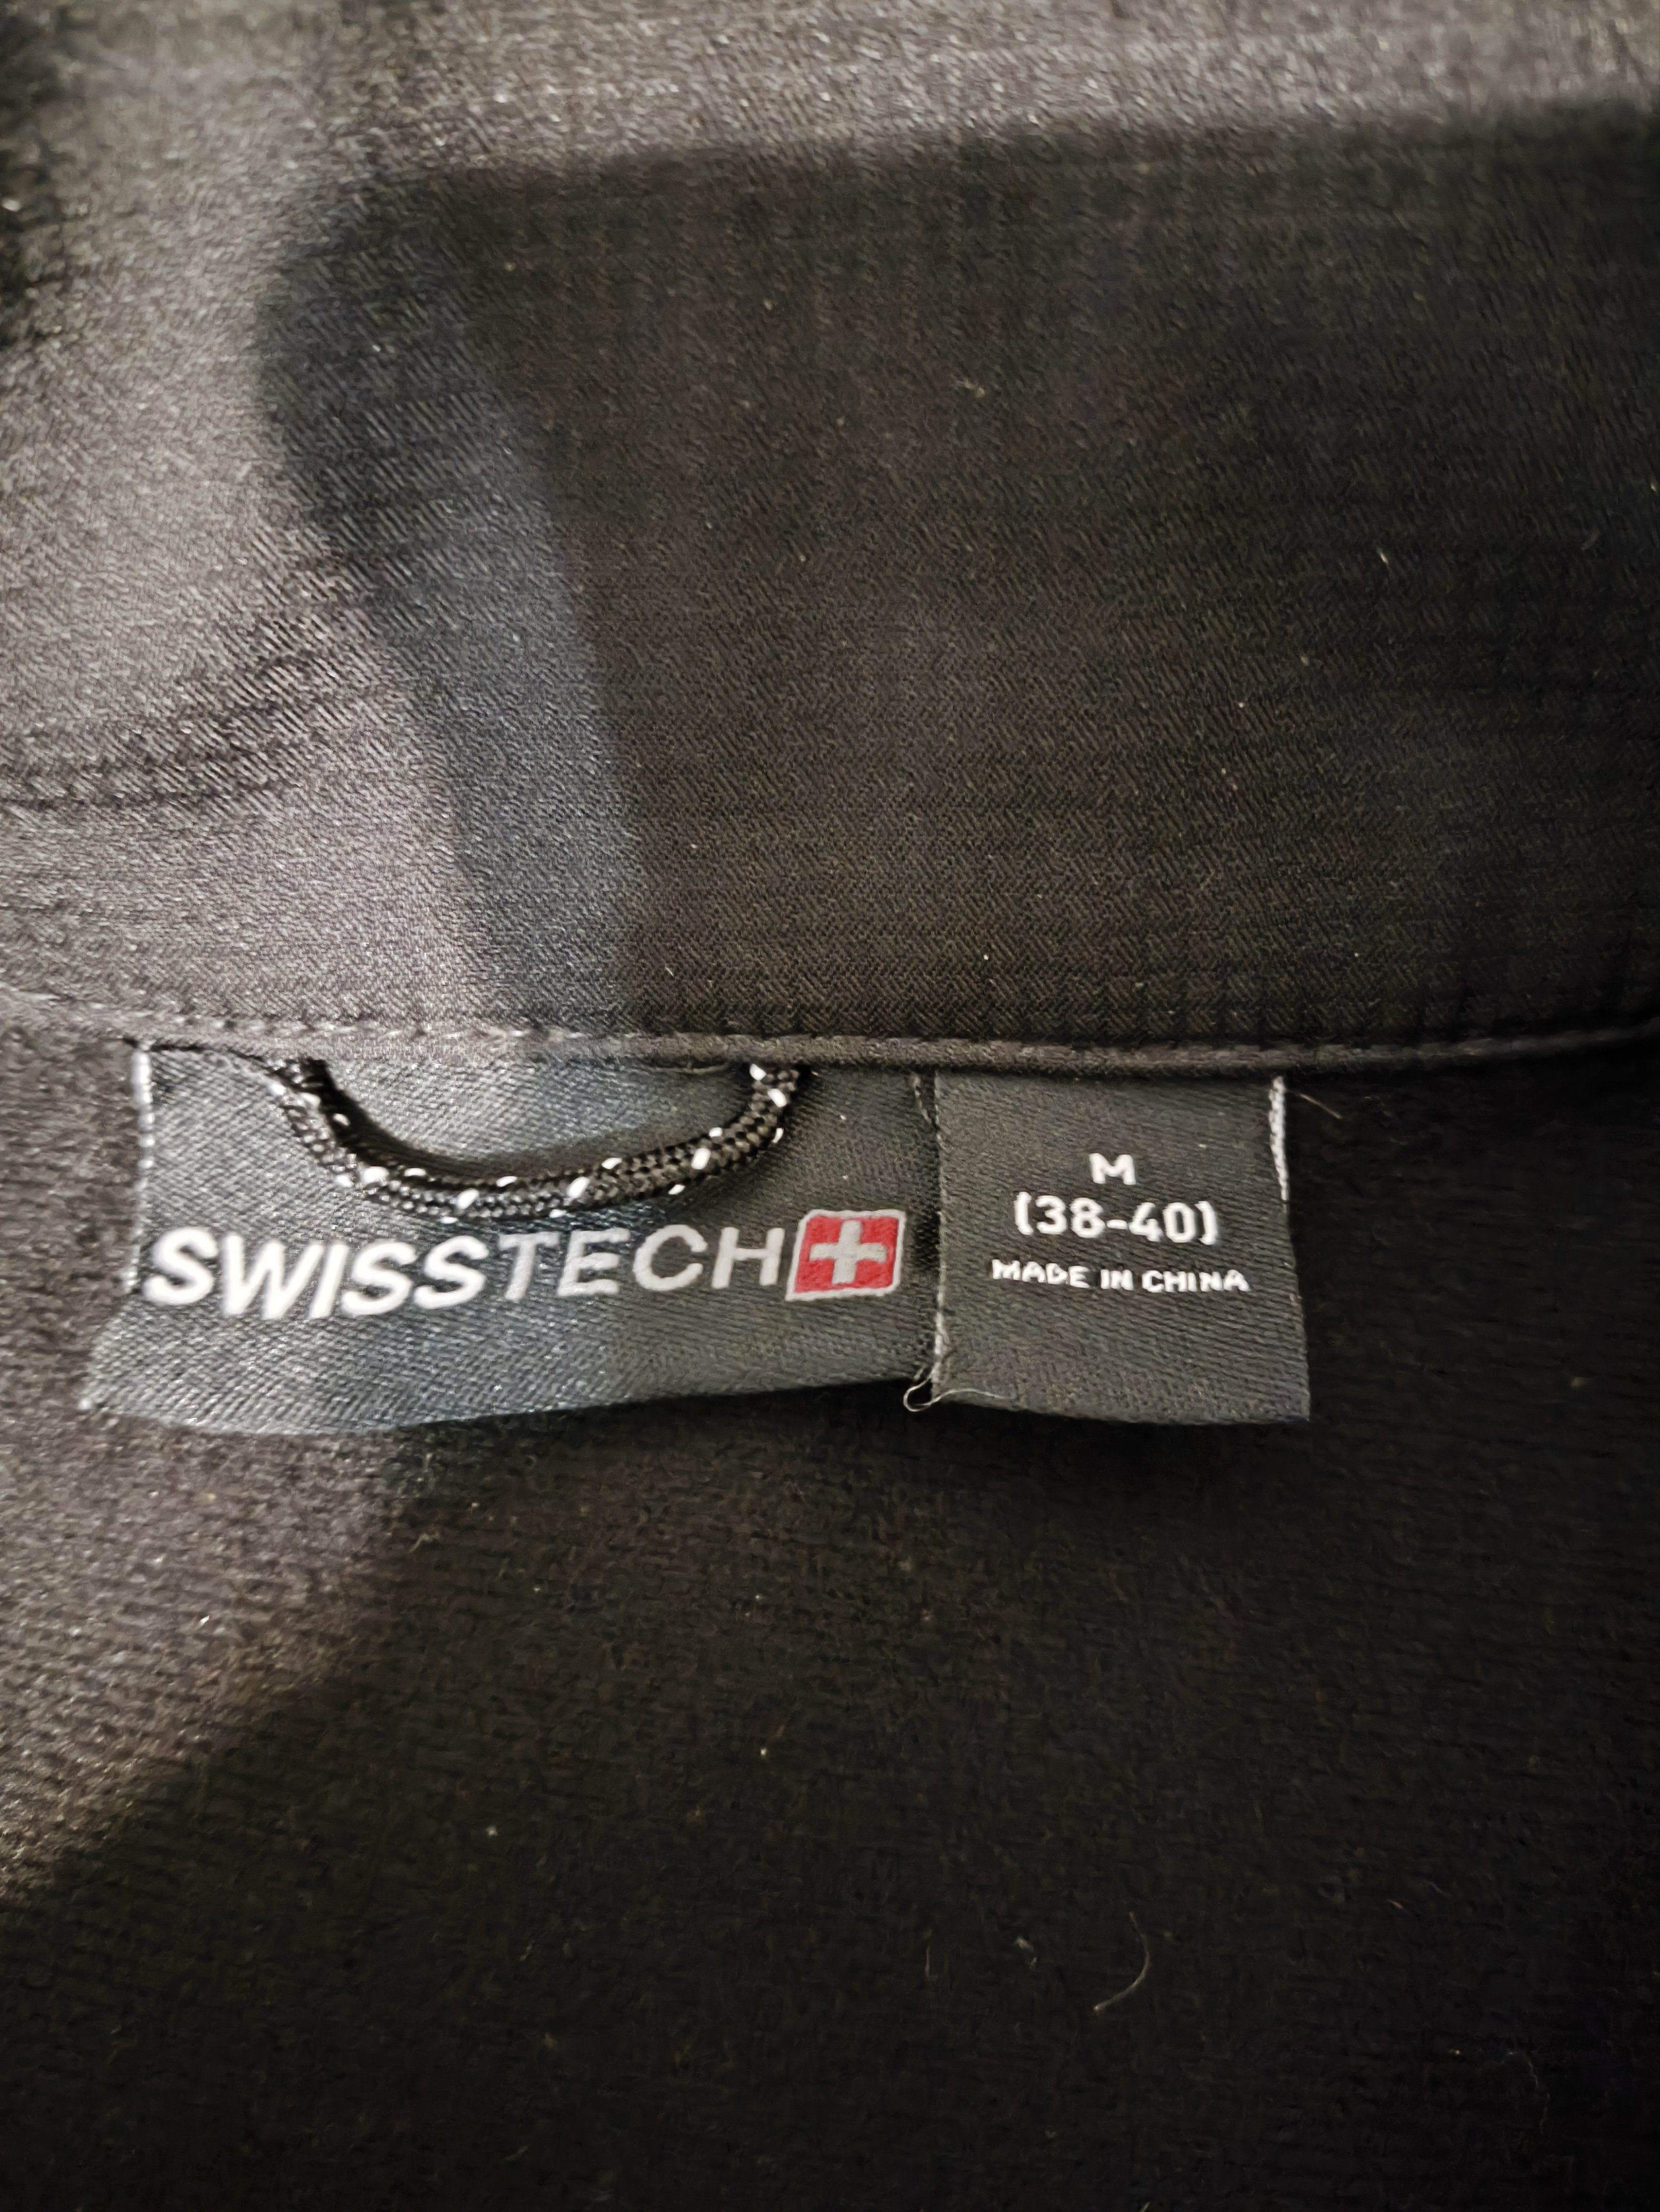 SWISSTECH
M
(38-40)
MADE IN CHINA